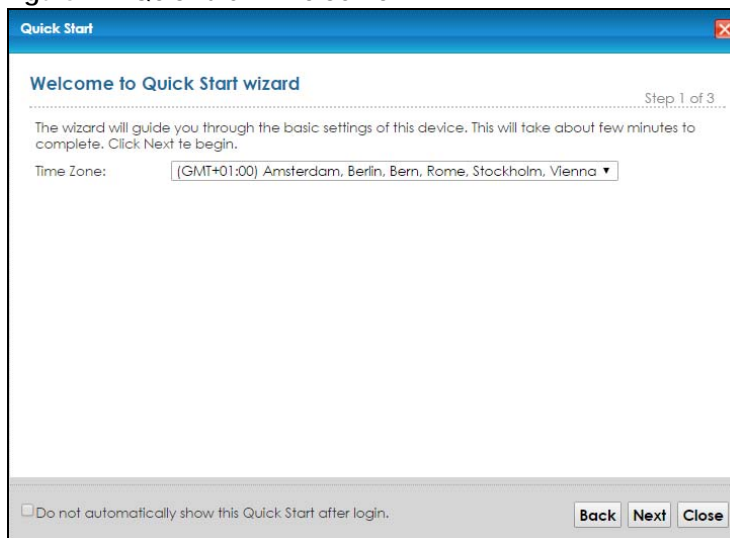 Quick Start
Welcome to Quick Start wizard
Step 1 of 3
The wizard will guide you through the basic settings of this device. This will take about few minutes to
complete. Click Next te begin.
Time Zone:
(GMT+01:00) Amsterdam, Berlin, Bern, Rome, Stockholm, Vienna
Do not automatically show this Quick Start after login.
Back Next Close